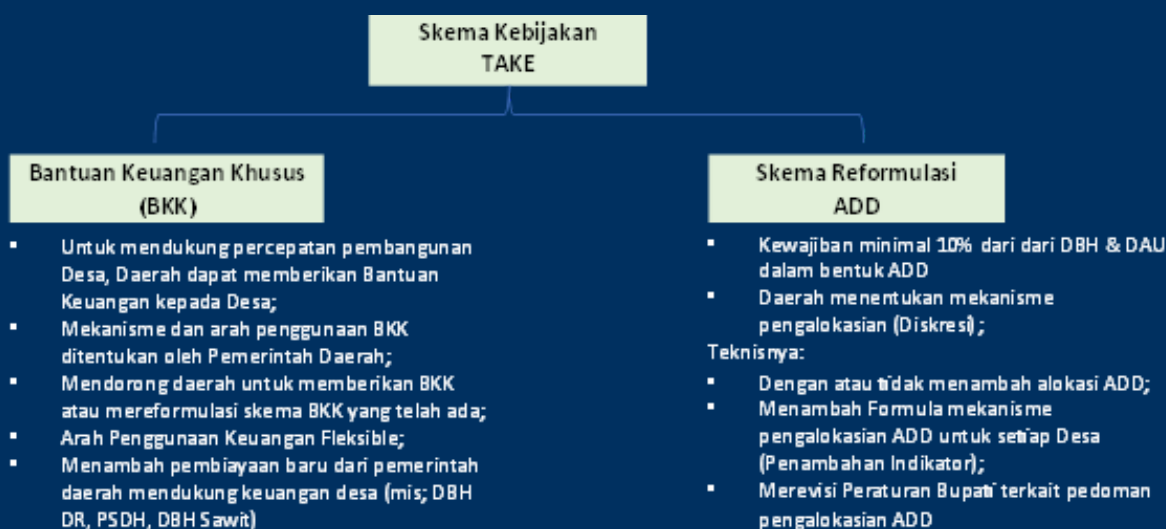 Skema Kebijakan
TAKE
Bantuan Keuangan Khusus
(BKK)
▪ Untuk mendukung percepatan pembangunan
Desa, Daerah dapat memberikan Bantuan
Keuangan kepada Desa;
▪ Mekanisme dan arah penggunaan BKK
ditentukan oleh Pemerintah Daerah;
▪ Mendorong daerah untuk memberikan BKK
atau mereformulasi skema BKK yang telah ada;
▪ Arah Penggunaan Keuangan Fleksible;
▪ Menambah pembiayaan baru dari pemerintah
daerah mendukung keuangan desa (mis; DBH
DR, PSDH, DBH Sawit)
Skema Reformulasi
ADD
▪ Kewajiban minimal 10% dari dari DBH & DAU
dalam bentuk ADD
▪ Daerah menentukan mekanisme
pengalokasian (Diskresi);
Teknisnya:
▪ Dengan atau tidak menambah alokasi ADD;
▪ Menambah Formula mekanisme
pengalokasian ADD untuk setiap Desa
(Penambahan Indikator);
▪ Merevisi Peraturan Bupati terkait pedoman
pengalokasian ADD